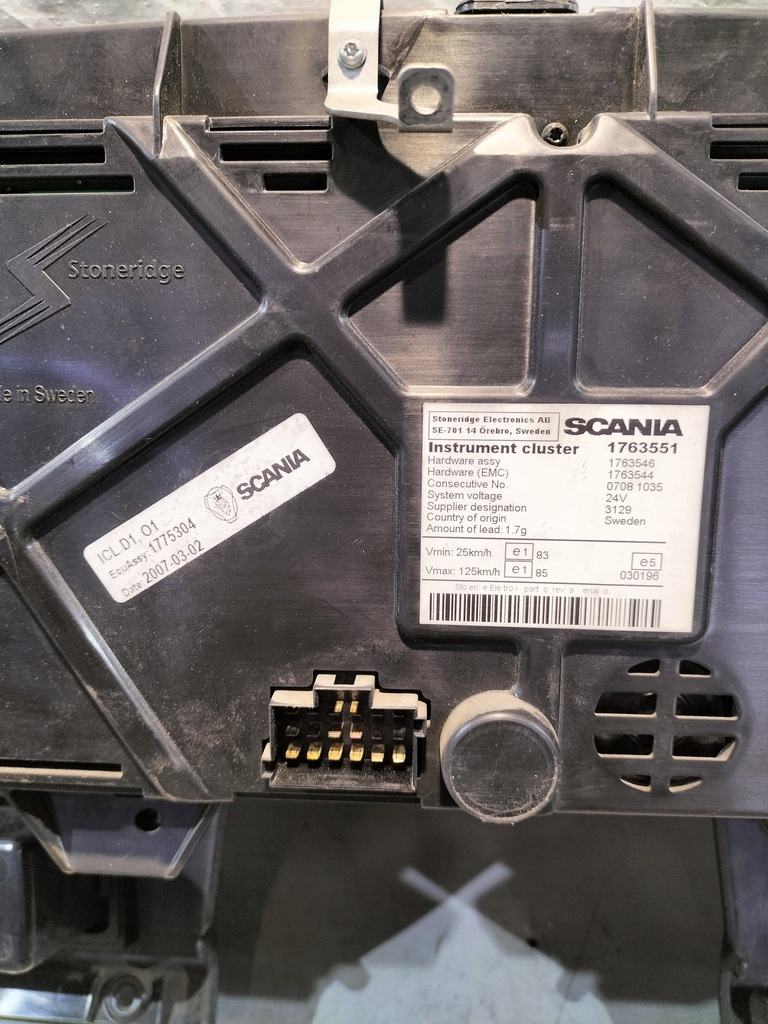 Stoneridge
e in Sweden
ICL D1, O1
EcuAssy: 1775304
Date: 2007-03-02
SCANIA
Stoneridge Electronics AB
SE-701 14 Örebro, Sweden
SCANIA
Instrument cluster 1763551
Hardware assy 1763546
Hardware (EMC) 1763544
Consecutive No. 0708 1035
System voltage 24V
Supplier designation 3129
Country of origin Sweden
Amount of lead: 1.7g
Vmin: 25km/h e1 83
Vmax: 125km/h e1 85
e5
030196